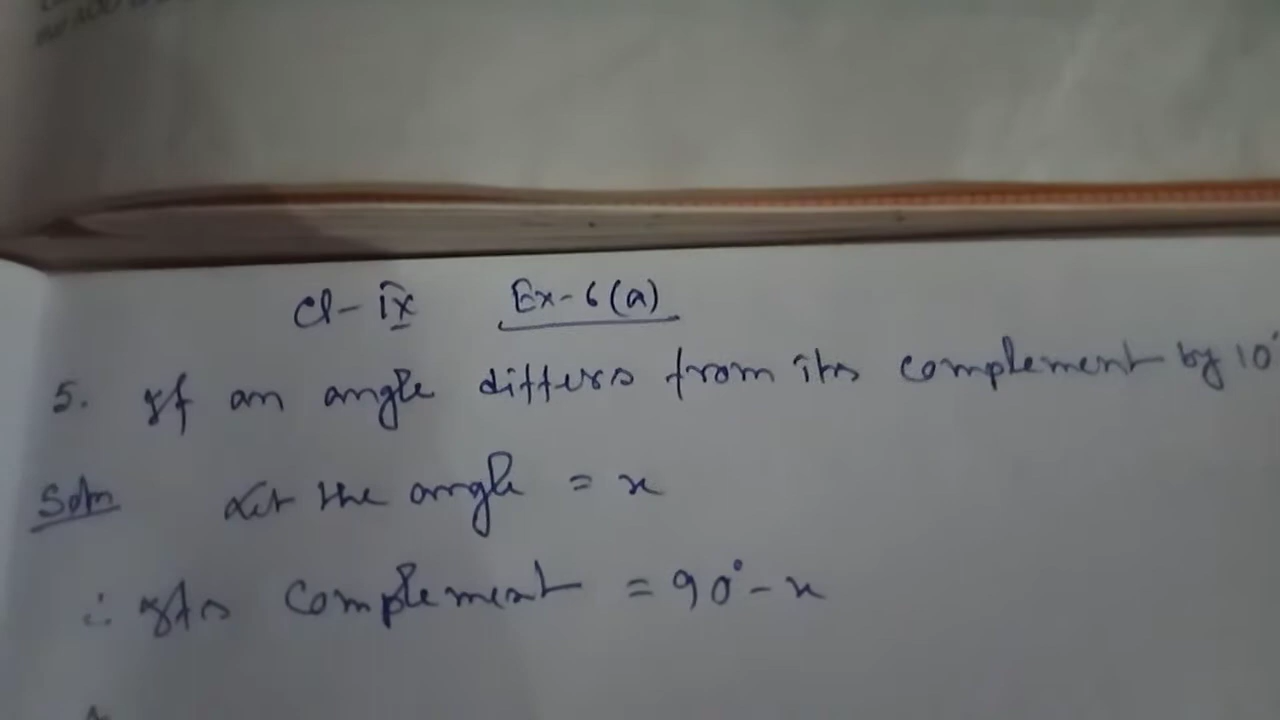 Cl-IX Ex-6(a)
5. If an angle differs from its complement by 10°
Soln Let the angle = x
∴ Its complement = 90° - x